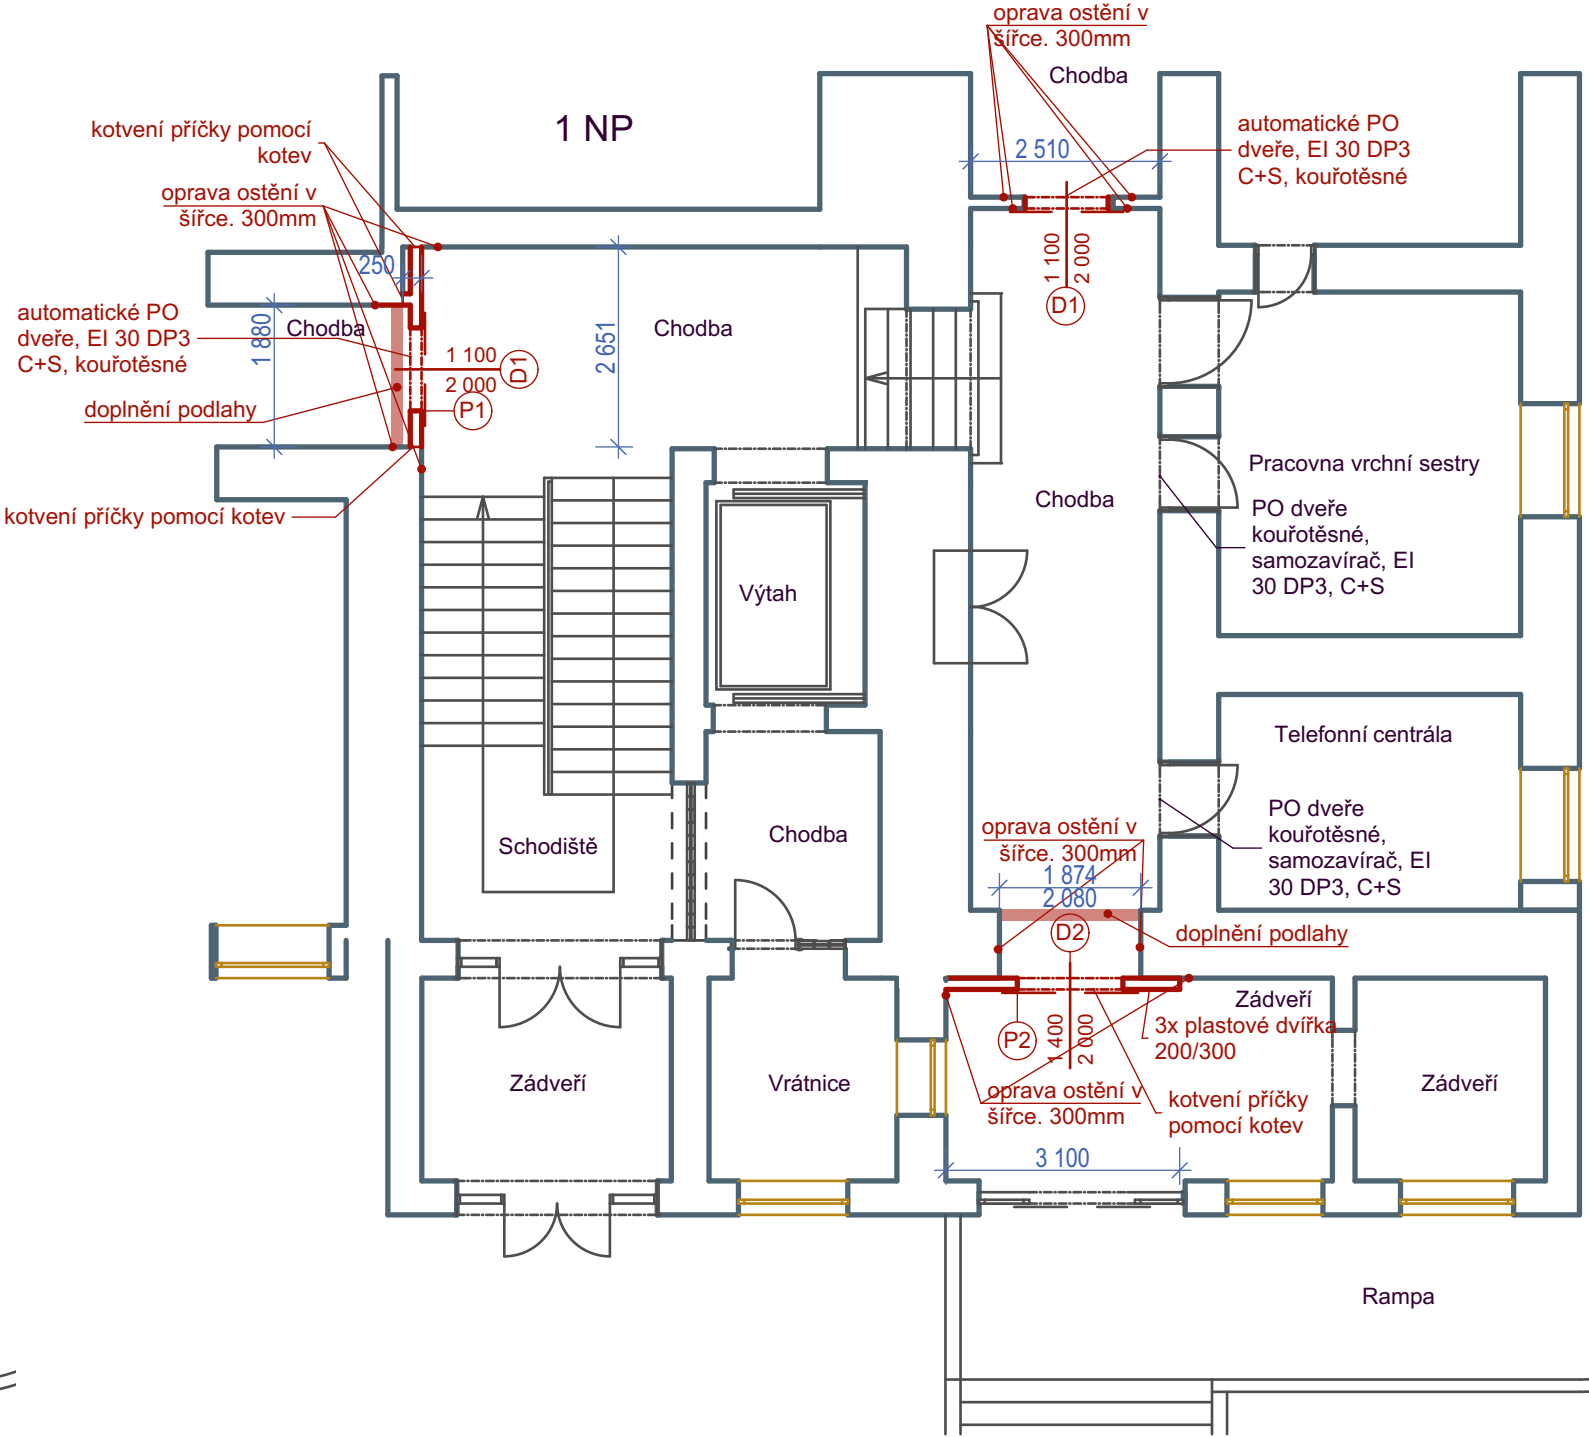 oprava ostění v
šířce. 300mm
Chodba
1 NP
kotvení příčky pomocí
kotev
automatické PO
dveře, EI 30 DP3
C+S, kouřotěsné
2 510
oprava ostění v
šířce. 300mm
250
1 100
2 000
D1
automatické PO
dveře, EI 30 DP3
C+S, kouřotěsné
Chodba
1 880
Chodba
2 651
1 100
2 000
D1
P1
doplnění podlahy
kotvení příčky pomocí kotev
Pracovna vrchní sestry
Chodba
PO dveře
kouřotěsné,
samozavírač, EI
30 DP3, C+S
Výtah
Telefonní centrála
PO dveře
kouřotěsné,
samozavírač, EI
30 DP3, C+S
Schodiště
Chodba
oprava ostění v
šířce. 300mm
1 874
2 080
D2
doplnění podlahy
Zádveří
3x plastové dvířka
200/300
P2
1 400
2 000
Zádveří
Vrátnice
Zádveří
oprava ostění v
šířce. 300mm
kotvení příčky
pomocí kotev
3 100
Rampa